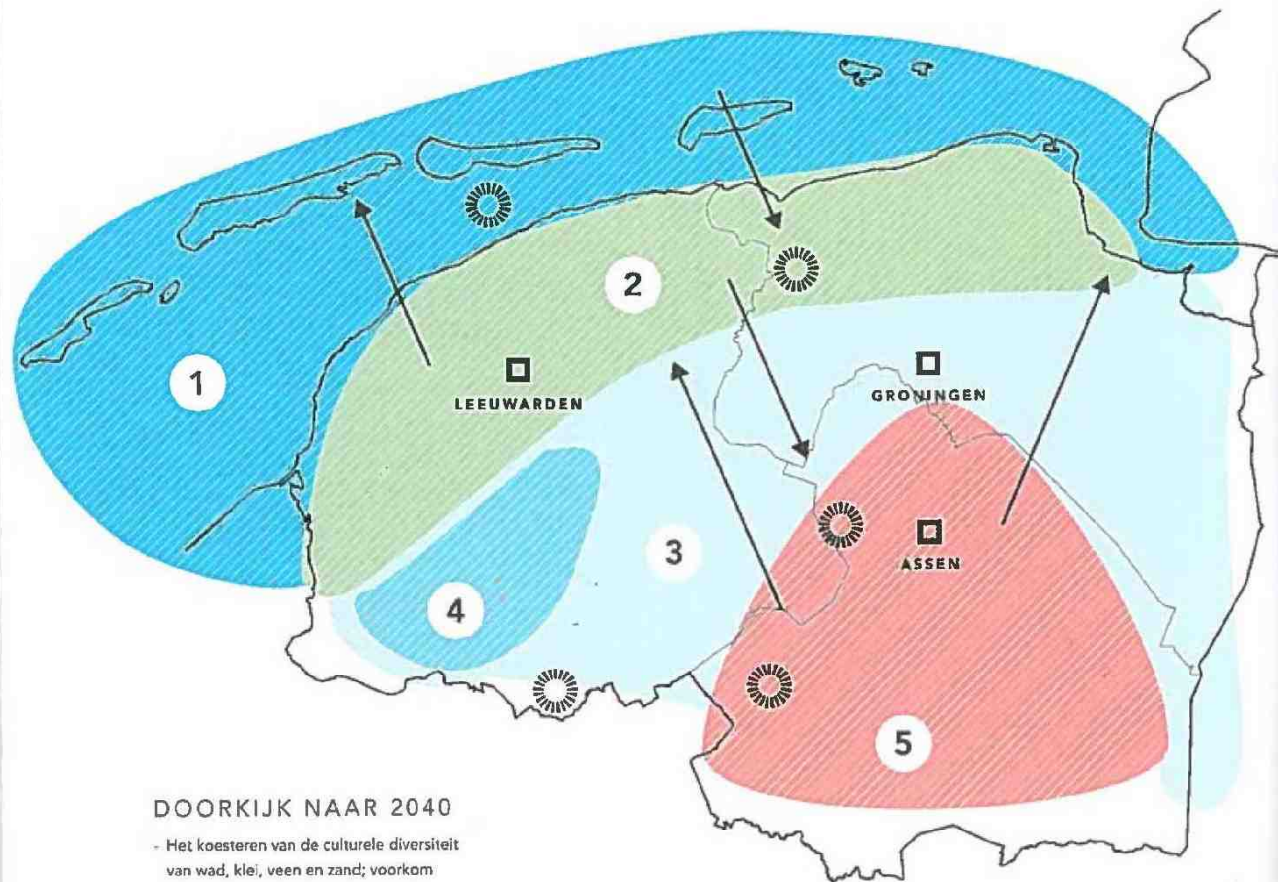 1
2
LEEUWARDEN
GRONINGEN
3
ASSEN
4
5
DOORKIJK NAAR 2040
- Het koesteren van de culturele diversiteit
van wad, klei, veen en zand; voorkom